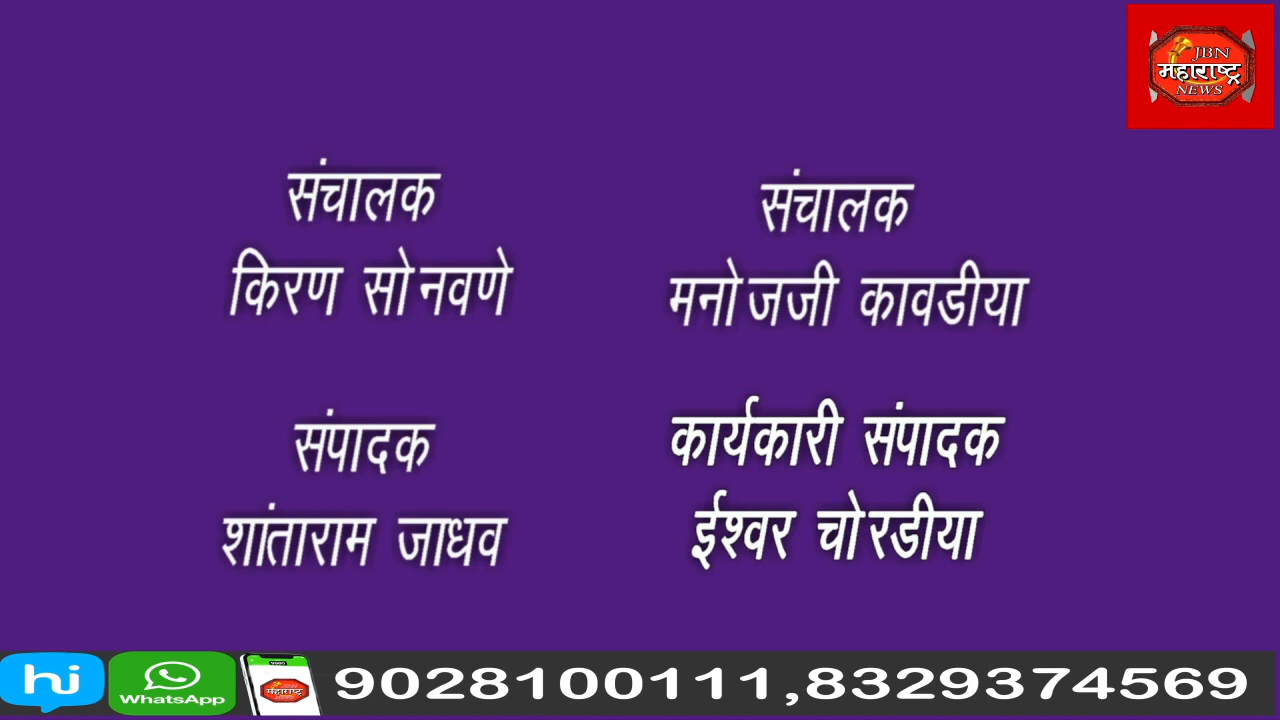 JBN
महाराष्ट्र
NEWS
संचालक
किरण सोनवणे
संचालक
मनोजजी कावडीया
संपादक
शांताराम जाधव
कार्यकारी संपादक
ईश्वर चोरडीया
hi
WhatsApp
महाराष्ट्र
9028100111,8329374569